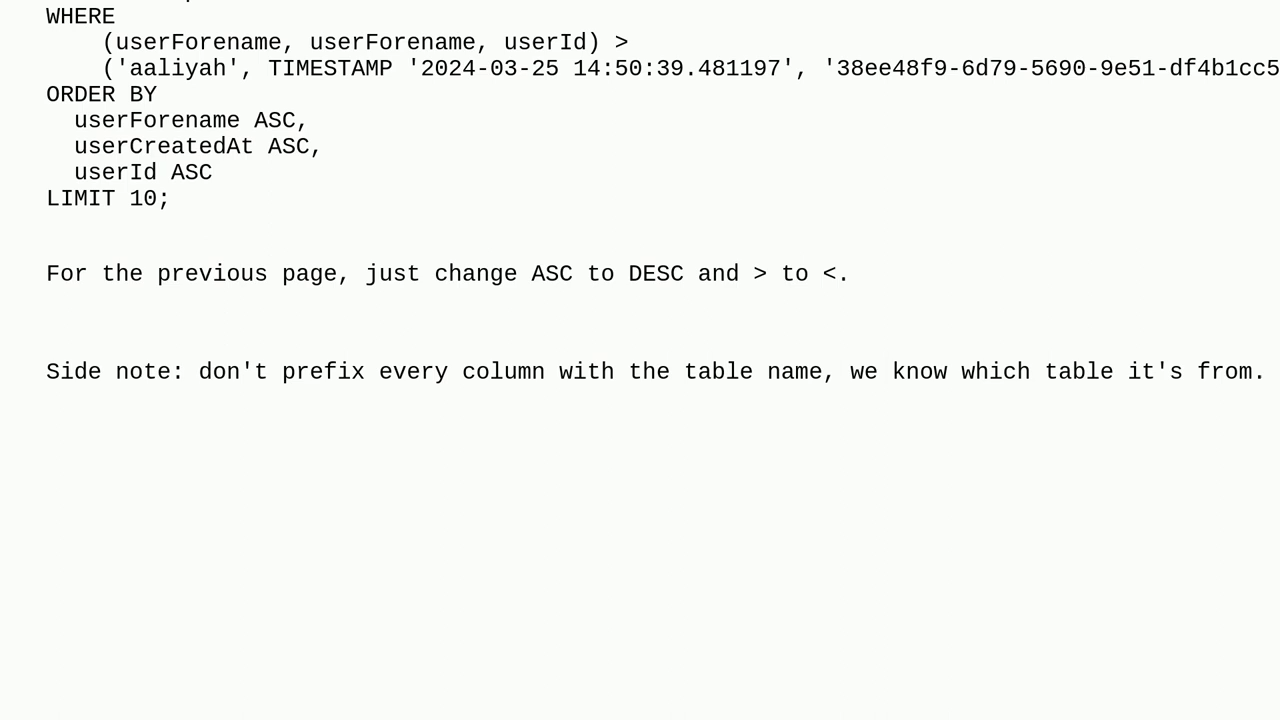 WHERE
    (userForename, userForename, userId) >
    ('aaliyah', TIMESTAMP '2024-03-25 14:50:39.481197', '38ee48f9-6d79-5690-9e51-df4b1cc5
ORDER BY
  userForename ASC,
  userCreatedAt ASC,
  userId ASC
LIMIT 10;
For the previous page, just change ASC to DESC and > to <.
Side note: don't prefix every column with the table name, we know which table it's from.